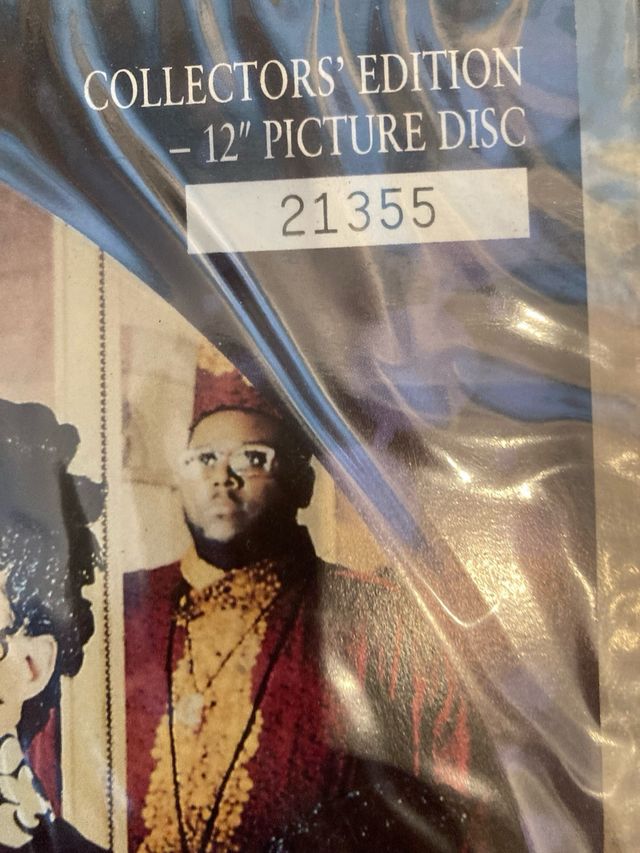 COLLECTORS' EDITION
– 12" PICTURE DISC
21355